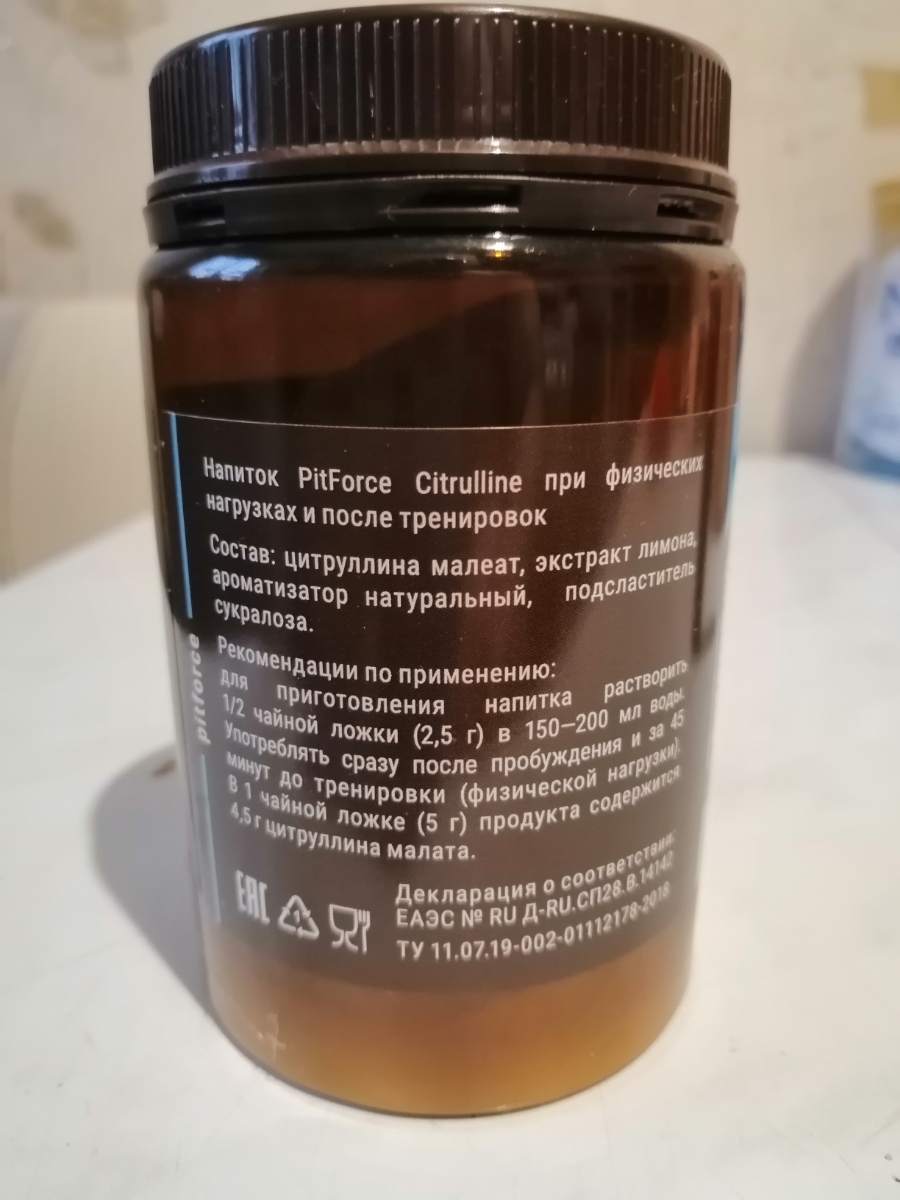 Напиток PitForce Citrulline при физических
нагрузках и после тренировок
Состав: цитруллина малеат, экстракт лимона,
ароматизатор натуральный, подсластитель
сукралоза.
Рекомендации по применению:
для приготовления напитка растворить
1/2 чайной ложки (2,5 г) в 150–200 мл воды.
Употреблять сразу после пробуждения и за 45
минут до тренировки (физической нагрузки).
В 1 чайной ложке (5 г) продукта содержится
4,5 г цитруллина малата.
pitforce
EAC
1
Декларация о соответствии:
ЕАЭС № RU Д-RU.СП28.В.14142
ТУ 11.07.19-002-01112178-2018